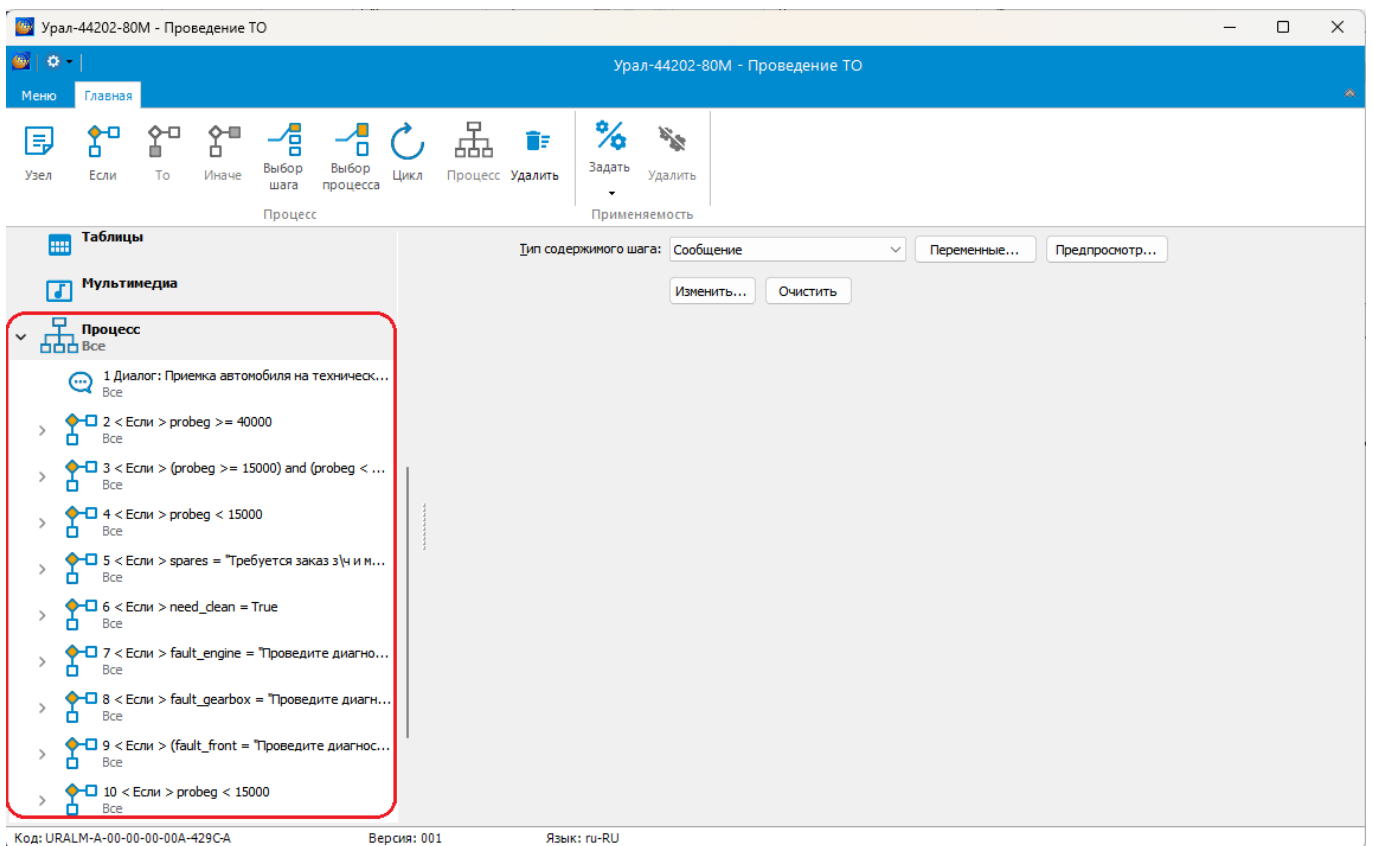 Урал-44202-80М - Проведение ТО
Урал-44202-80М - Проведение ТО
Меню Главная
Узел Если То Иначе Выбор шага Выбор процесса Цикл Процесс Удалить Задать Удалить
Процесс Применяемость
Таблицы
Тип содержимого шага: Сообщение Переменные... Предпросмотр...
Мультимедиа
Изменить... Очистить
Процесс
Все
1 Диалог: Приемка автомобиля на техническ...
Все
2 < Если > probeg >= 40000
Все
3 < Если > (probeg >= 15000) and (probeg < ...
Все
4 < Если > probeg < 15000
Все
5 < Если > spares = "Требуется заказ з\ч и м...
Все
6 < Если > need_clean = True
Все
7 < Если > fault_engine = "Проведите диагно...
Все
8 < Если > fault_gearbox = "Проведите диагн...
Все
9 < Если > (fault_front = "Проведите диагнос...
Все
10 < Если > probeg < 15000
Все
Код: URALM-A-00-00-00-00A-429C-A Версия: 001 Язык: ru-RU